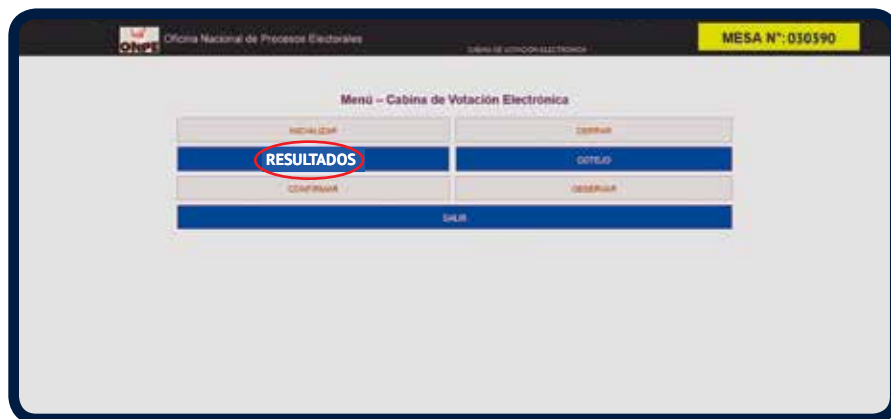 ONPE Oficina Nacional de Procesos Electorales
CABINA DE VOTACIÓN ELECTRÓNICA
MESA N°: 030390
Menú – Cabina de Votación Electrónica
INICIALIZAR CERRAR
RESULTADOS COTEJO
CONFIRMAR OBSERVAR
SALIR